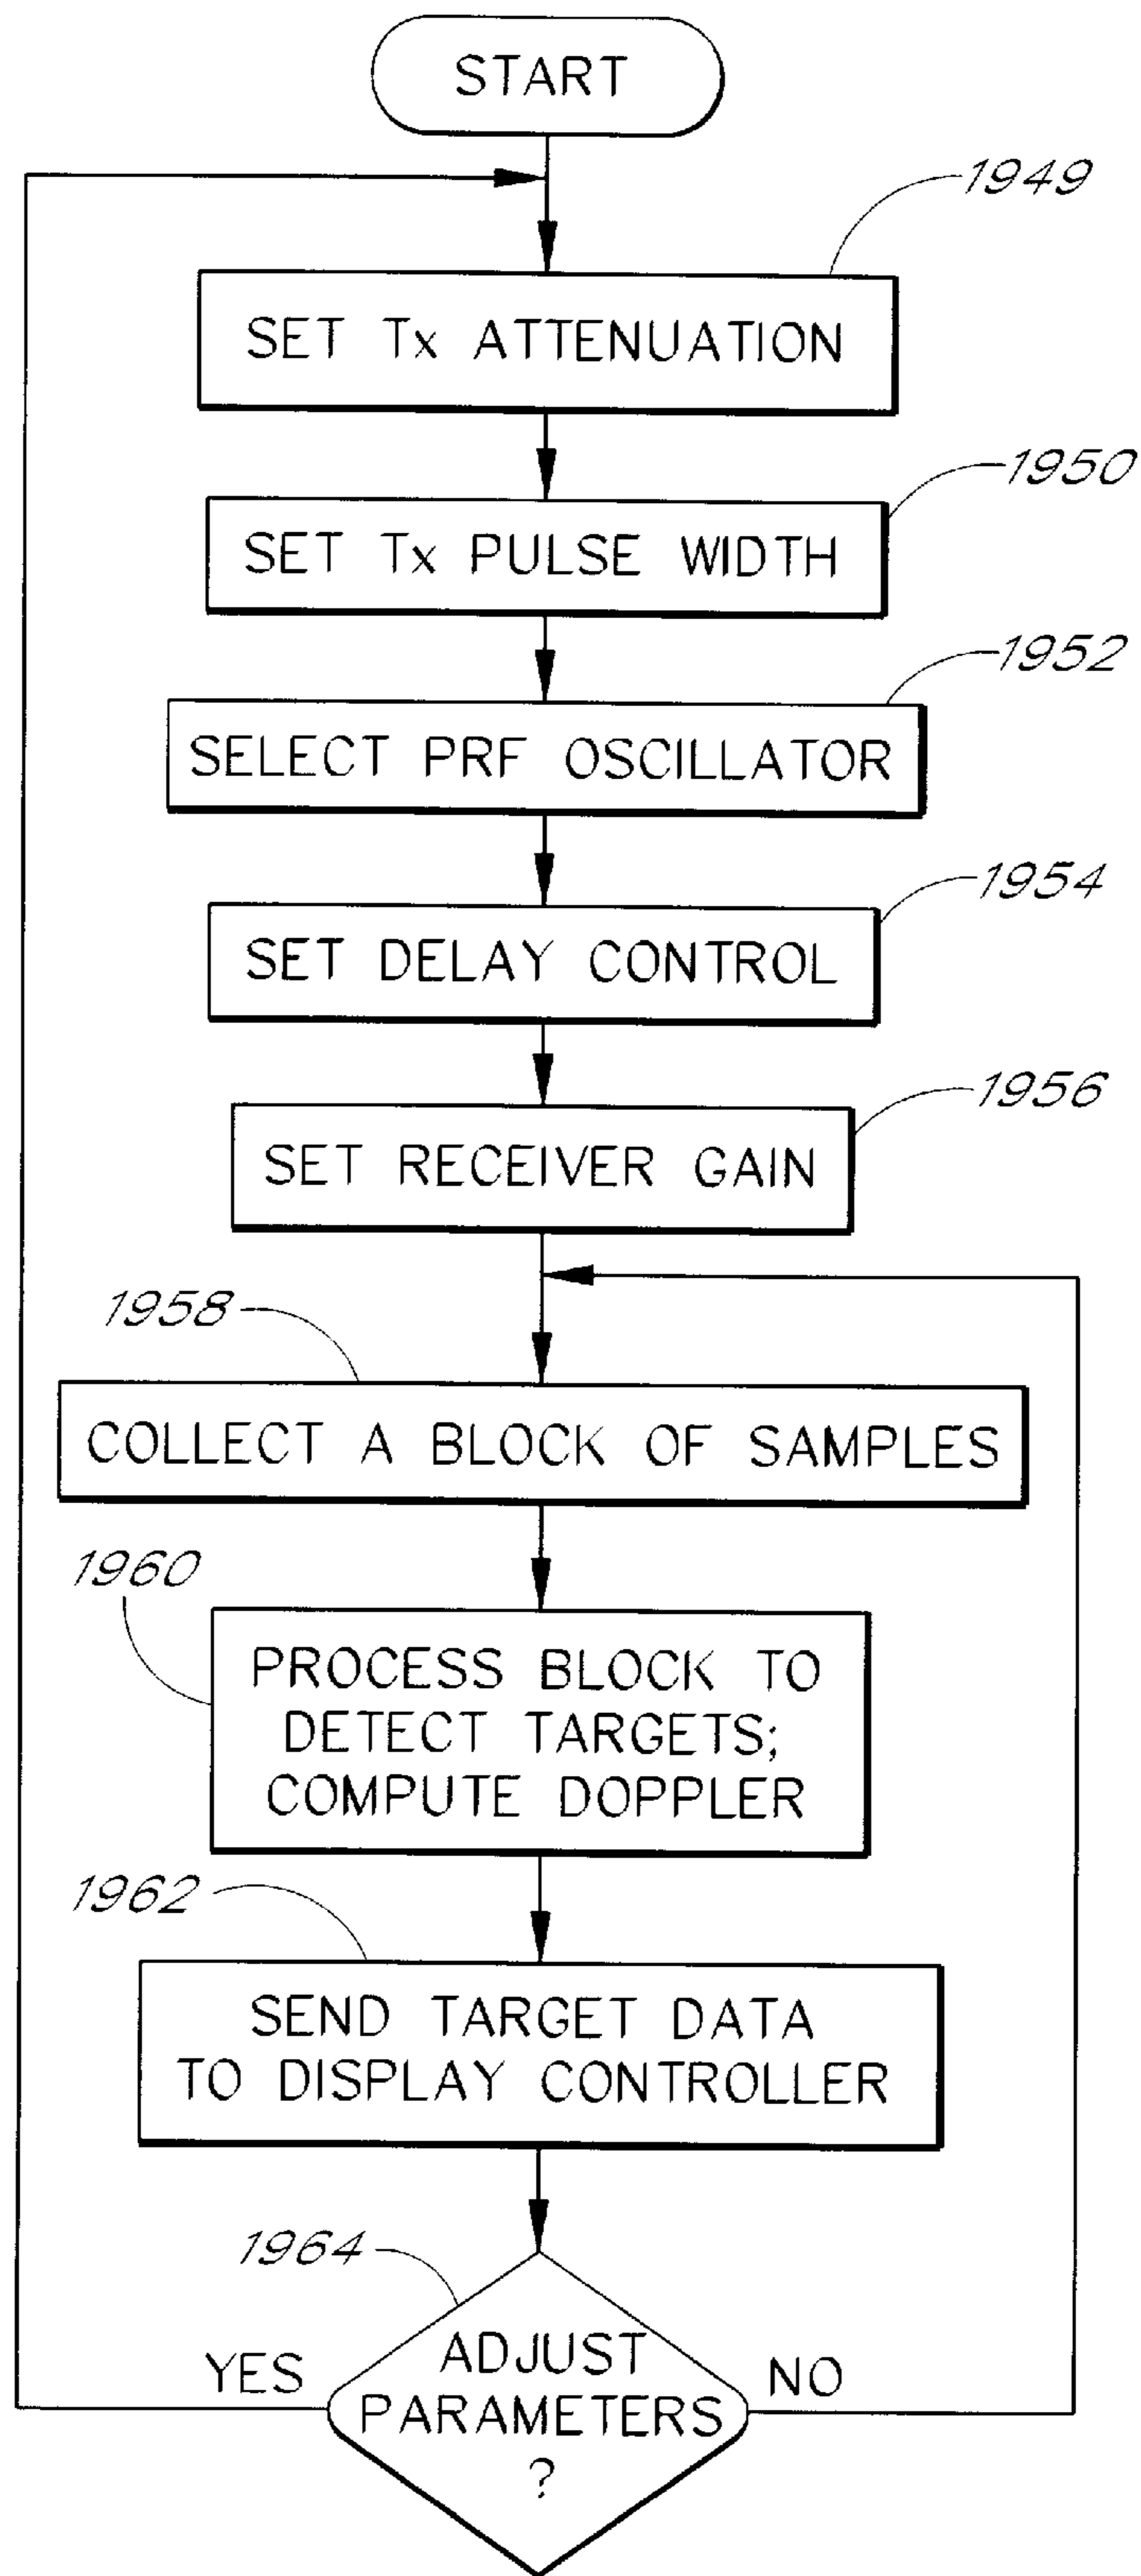 START
1949
SET Tx ATTENUATION
1950
SET Tx PULSE WIDTH
1952
SELECT PRF OSCILLATOR
1954
SET DELAY CONTROL
1956
SET RECEIVER GAIN
1958
COLLECT A BLOCK OF SAMPLES
1960
PROCESS BLOCK TO
DETECT TARGETS;
COMPUTE DOPPLER
1962
SEND TARGET DATA
TO DISPLAY CONTROLLER
1964
YES
ADJUST
PARAMETERS
?
NO